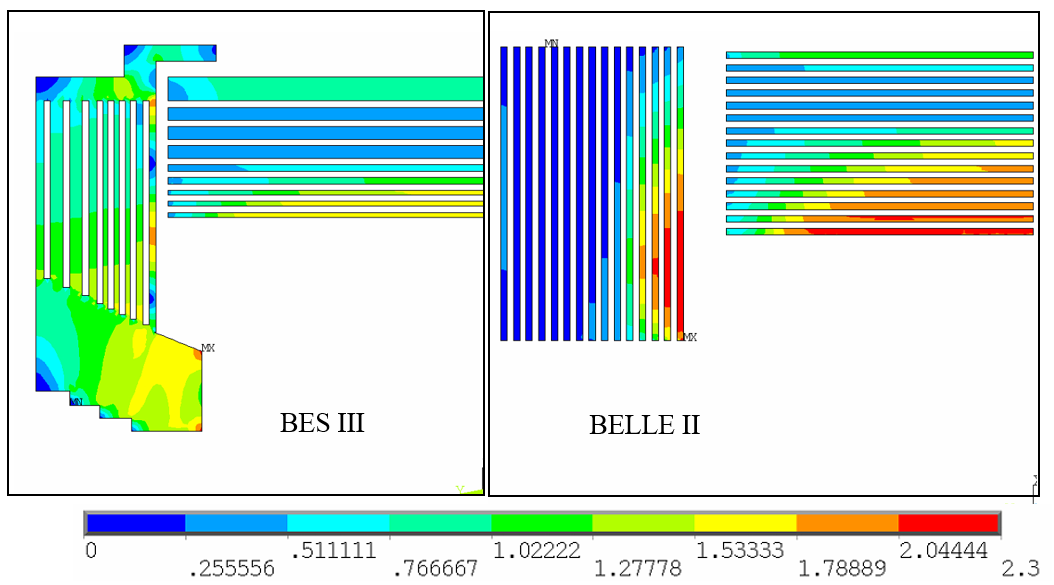 MN
MX
MN
BES III
Y
MN
MX
BELLE II
0 .511111 1.02222 1.53333 2.04444
.255556 .766667 1.27778 1.78889 2.3